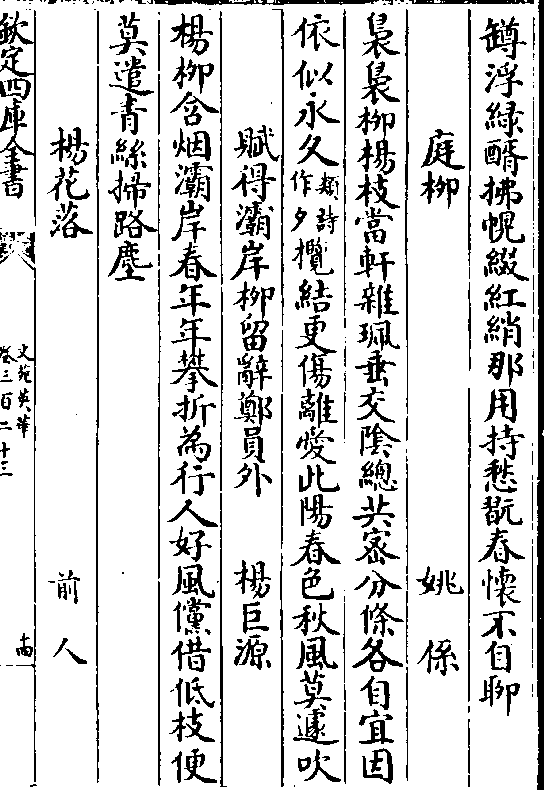 罇浮緑醑拂幌綴紅綃那用持愁翫春懷不自聊
庭柳 姚係
裊裊柳楊枝當軒雜珮垂交陰總共宻分條各自宜因
依似永久類詩作夕攬結更傷離愛此陽春色秋風莫遽吹
賦得灞岸柳留辭鄭員外 楊巨源
楊柳含烟灞岸春年年攀折為行人好風儻借低枝便
莫遣青絲掃路塵
楊花落 前人
欽定四庫全書 文苑英華卷三百二十三